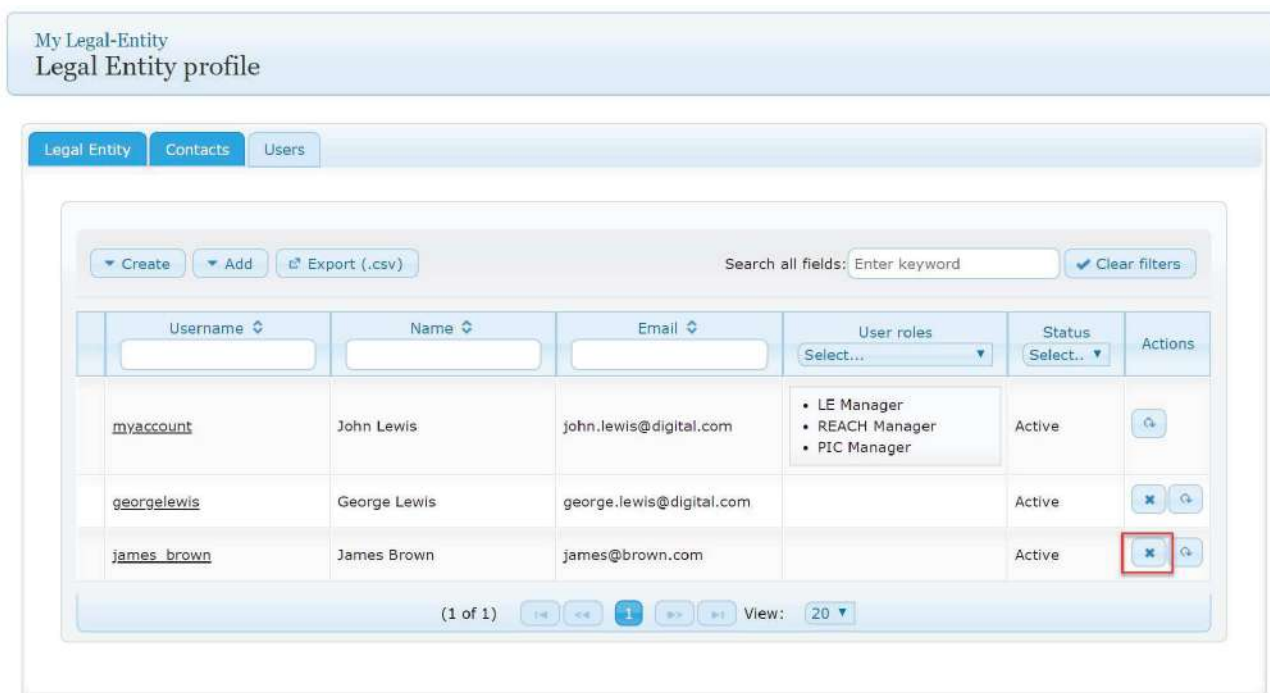 My Legal-Entity
Legal Entity profile
Legal Entity Contacts Users
Create Add Export (.csv) Search all fields: Enter keyword Clear filters
Username Name Email User roles Status Actions
Select... Select..
myaccount John Lewis john.lewis@digital.com • LE Manager Active
• REACH Manager
• PIC Manager
georgelewis George Lewis george.lewis@digital.com Active
james_brown James Brown james@brown.com Active
(1 of 1) 1 View: 20